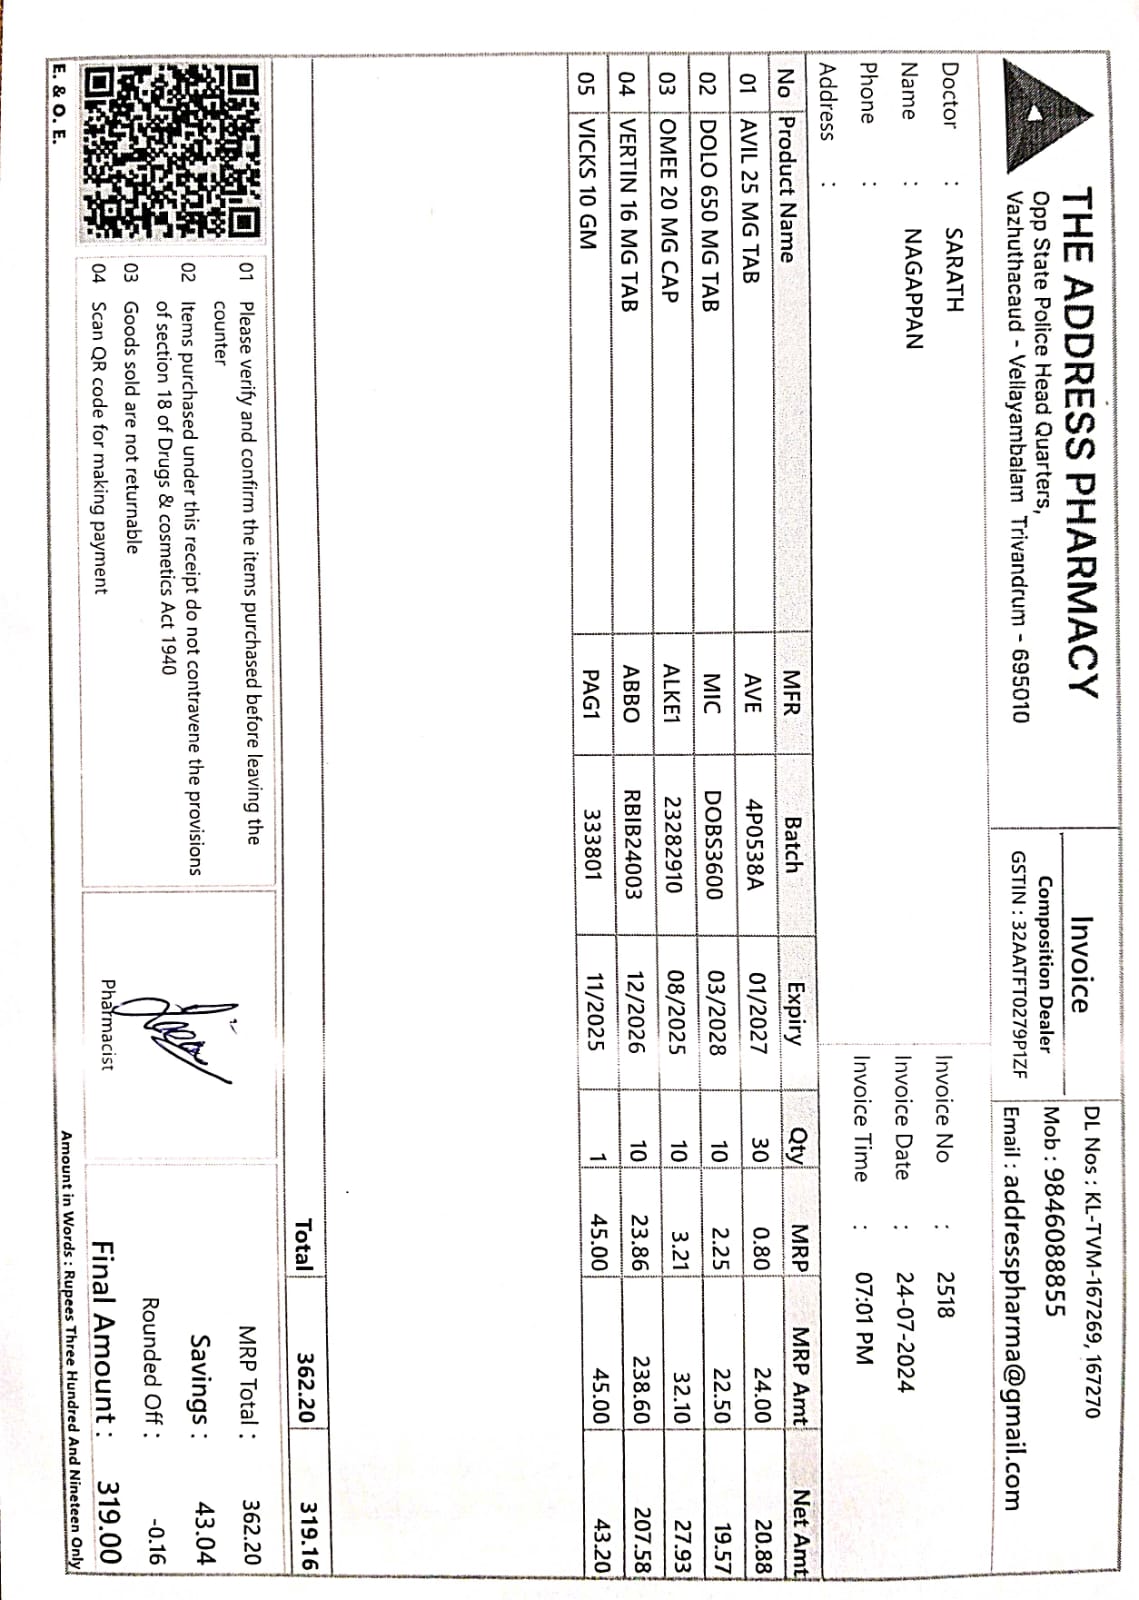 THE ADDRESS PHARMACY
Opp State Police Head Quarters,
Vazhuthacaud - Vellayambalam Trivandrum - 695010
Invoice
Composition Dealer
GSTIN : 32AATFT0279P1ZF
DL Nos : KL-TVM-167269, 167270
Mob : 9846088855
Email : addresspharma@gmail.com
Doctor : SARATH
Name : NAGAPPAN
Phone :
Address :
Invoice No : 2518
Invoice Date : 24-07-2024
Invoice Time : 07:01 PM
No Product Name MFR Batch Expiry Qty MRP MRP Amt Net Amt
01 AVIL 25 MG TAB AVE 4P0538A 01/2027 30 0.80 24.00 20.88
02 DOLO 650 MG TAB MIC DOBS3600 03/2028 10 2.25 22.50 19.57
03 OMEE 20 MG CAP ALKE1 23282910 08/2025 10 3.21 32.10 27.93
04 VERTIN 16 MG TAB ABBO RBIB24003 12/2026 10 23.86 238.60 207.58
05 VICKS 10 GM PAG1 333801 11/2025 1 45.00 45.00 43.20
Total 362.20 319.16
01 Please verify and confirm the items purchased before leaving the
counter
02 Items purchased under this receipt do not contravene the provisions
of section 18 of Drugs & cosmetics Act 1940
03 Goods sold are not returnable
04 Scan QR code for making payment
Pharmacist
MRP Total : 362.20
Savings : 43.04
Rounded Off : -0.16
Final Amount : 319.00
E. & O. E.
Amount in Words : Rupees Three Hundred And Nineteen Only